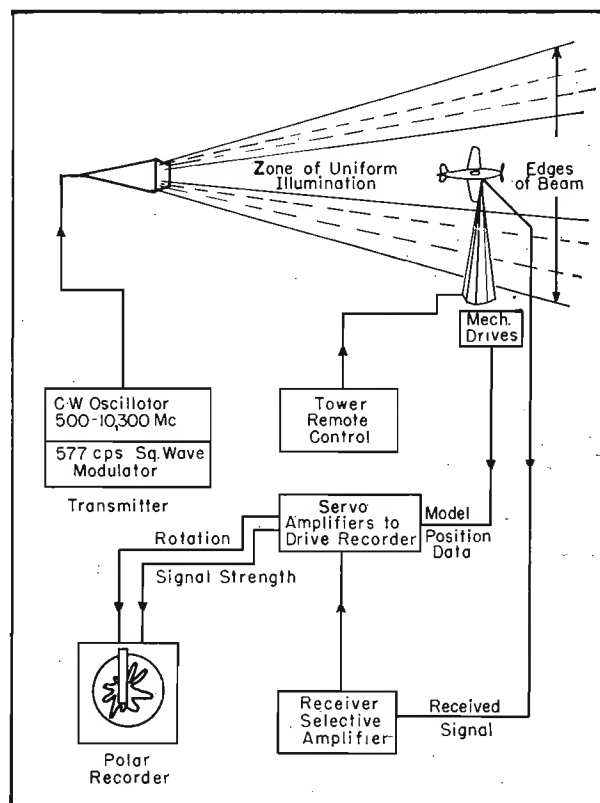 Zone of Uniform
Illumination
Edges
of Beam
Mech.
Drives
C-W Oscillotor
500-10,300 Mc
577 cps Sq. Wave
Modulator
Transmitter
Tower
Remote
Control
Servo
Amplifiers to
Drive Recorder
Model
Position
Data
Rotation
Signal Strength
Polar
Recorder
Receiver
Selective
Amplifier
Received
Signal